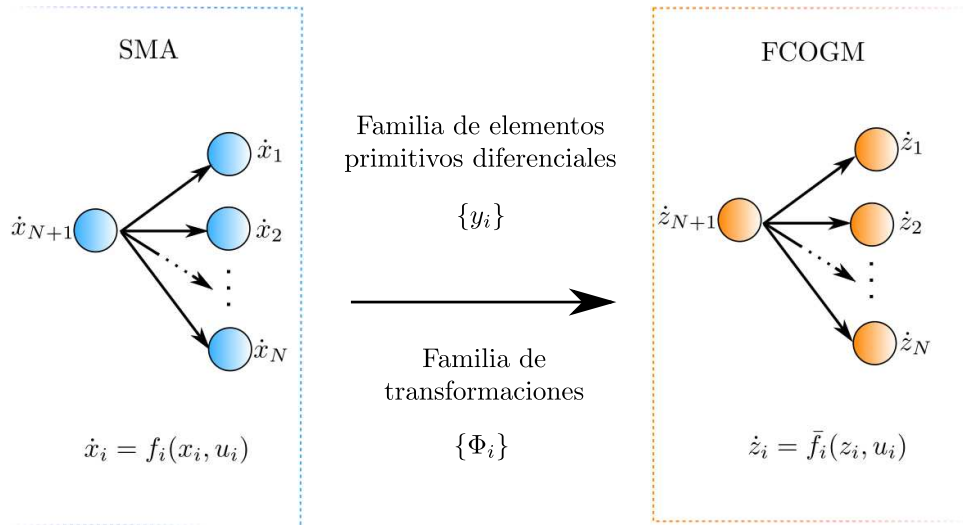 SMA
ẋ_{N+1}
ẋ_1
ẋ_2
ẋ_N
ẋ_i = f_i(x_i, u_i)
Familia de elementos
primitivos diferenciales
{y_i}
Familia de
transformaciones
{Φ_i}
FCOGM
ż_{N+1}
ż_1
ż_2
ż_N
ż_i = f̄_i(z_i, u_i)